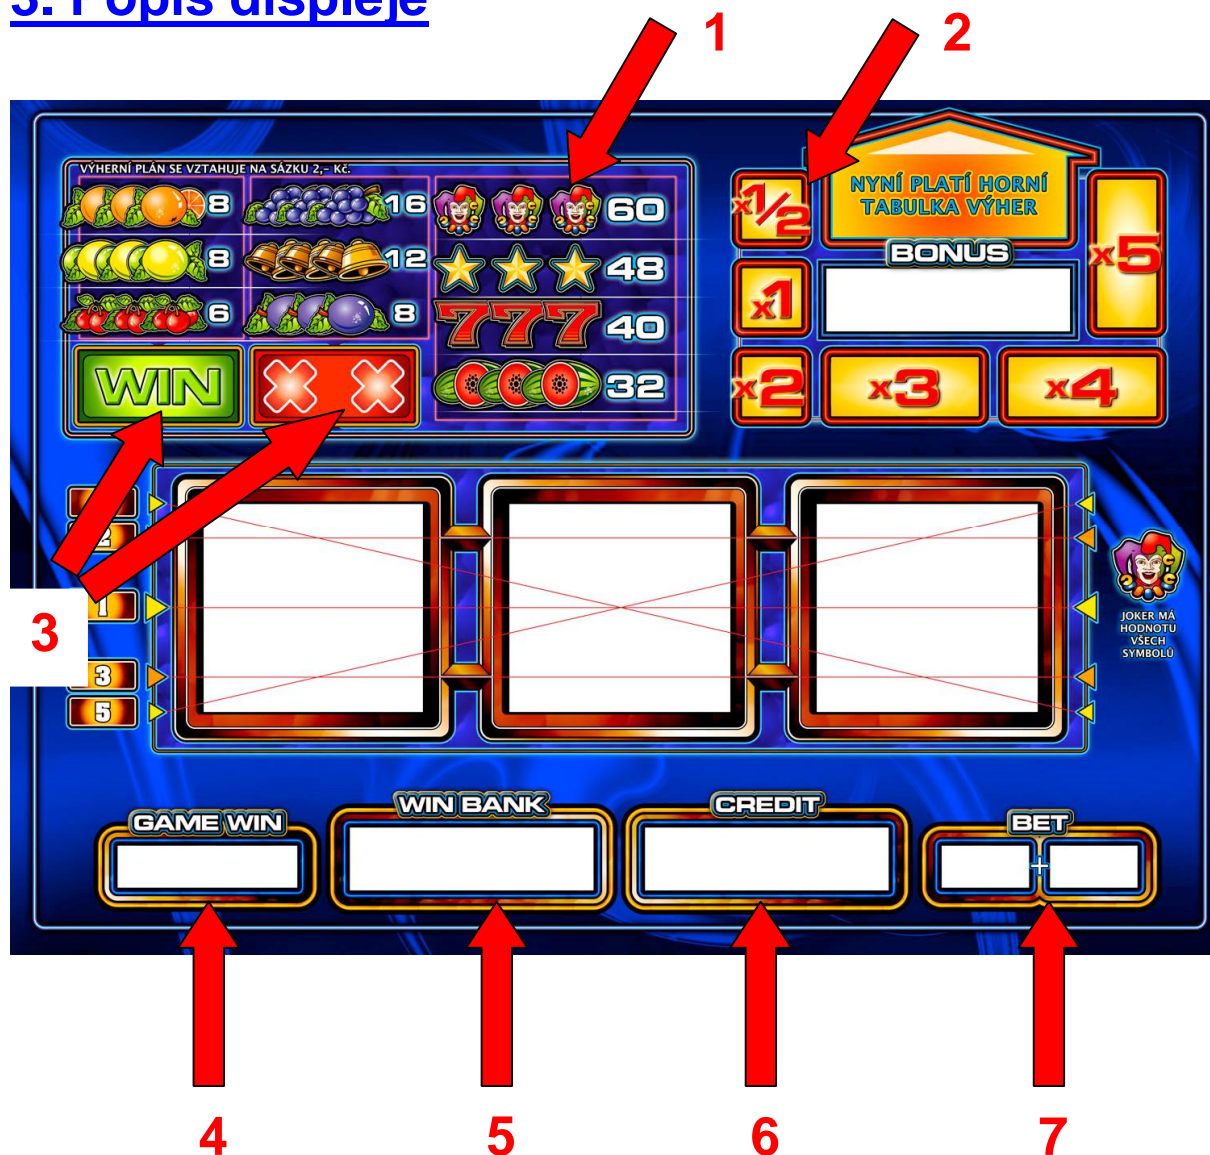 3. Popis displeje
1
2
VÝHERNÍ PLÁN SE VZTAHUJE NA SÁZKU 2,- Kč.
8
16
60
8
12
48
6
8
777
40
WIN
32
x1/2
NYNÍ PLATÍ HORNÍ
TABULKA VÝHER
BONUS
x5
x1
x2
x3
x4
2
1
3
3
5
JOKER MÁ
HODNOTU
VŠECH
SYMBOLŮ
GAME WIN
WIN BANK
CREDIT
BET
+
4
5
6
7